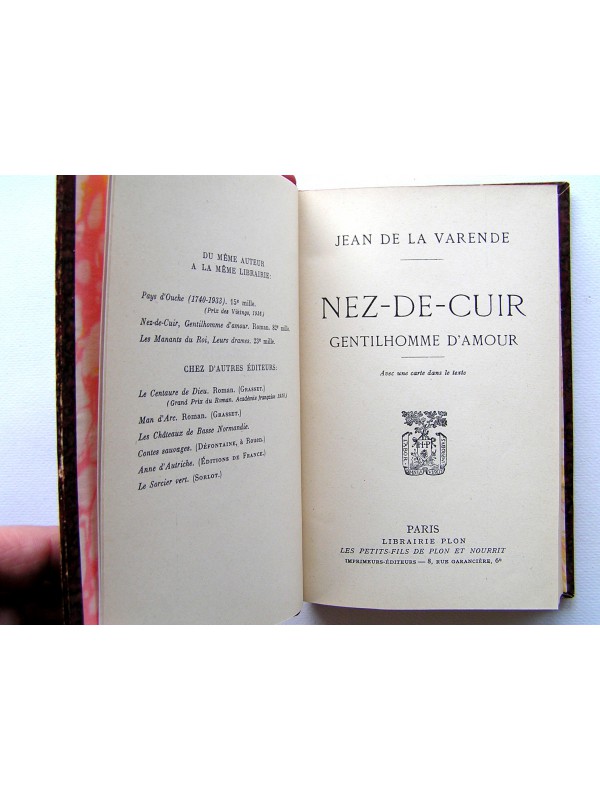 DU MÊME AUTEUR
A LA MÊME LIBRAIRIE:
Pays d'Ouche (1740-1933). 15e mille.
(Prix des Vikings, 1936.)
Nez-de-Cuir, Gentilhomme d'amour. Roman. 82e mille.
Les Manants du Roi, Leurs drames. 23e mille.
CHEZ D'AUTRES ÉDITEURS:
Le Centaure de Dieu. Roman. (GRASSET.)
(Grand Prix du Roman. Académie française 1938.)
Man d'Arc. Roman. (GRASSET.)
Les Châteaux de Basse Normandie.
Contes sauvages. (DÉFONTAINE, à ROUEN.)
Anne d'Autriche. (ÉDITIONS DE FRANCE.)
Le Sorcier vert. (SORLOT.)
JEAN DE LA VARENDE
NEZ-DE-CUIR
GENTILHOMME D'AMOUR
Avec une carte dans le texte
PARIS
LIBRAIRIE PLON
LES PETITS-FILS DE PLON ET NOURRIT
IMPRIMEURS-ÉDITEURS — 8, RUE GARANCIÈRE, 6e